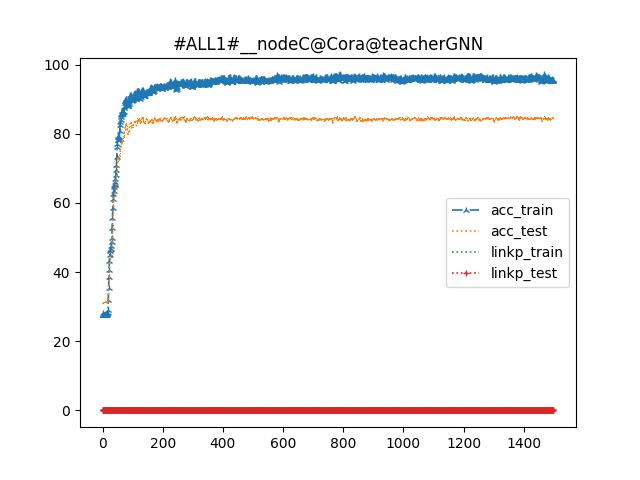 #ALL1#__nodeC@Cora@teacherGNN
100
80
60
40
20
0
acc_train
acc_test
linkp_train
linkp_test
0 200 400 600 800 1000 1200 1400